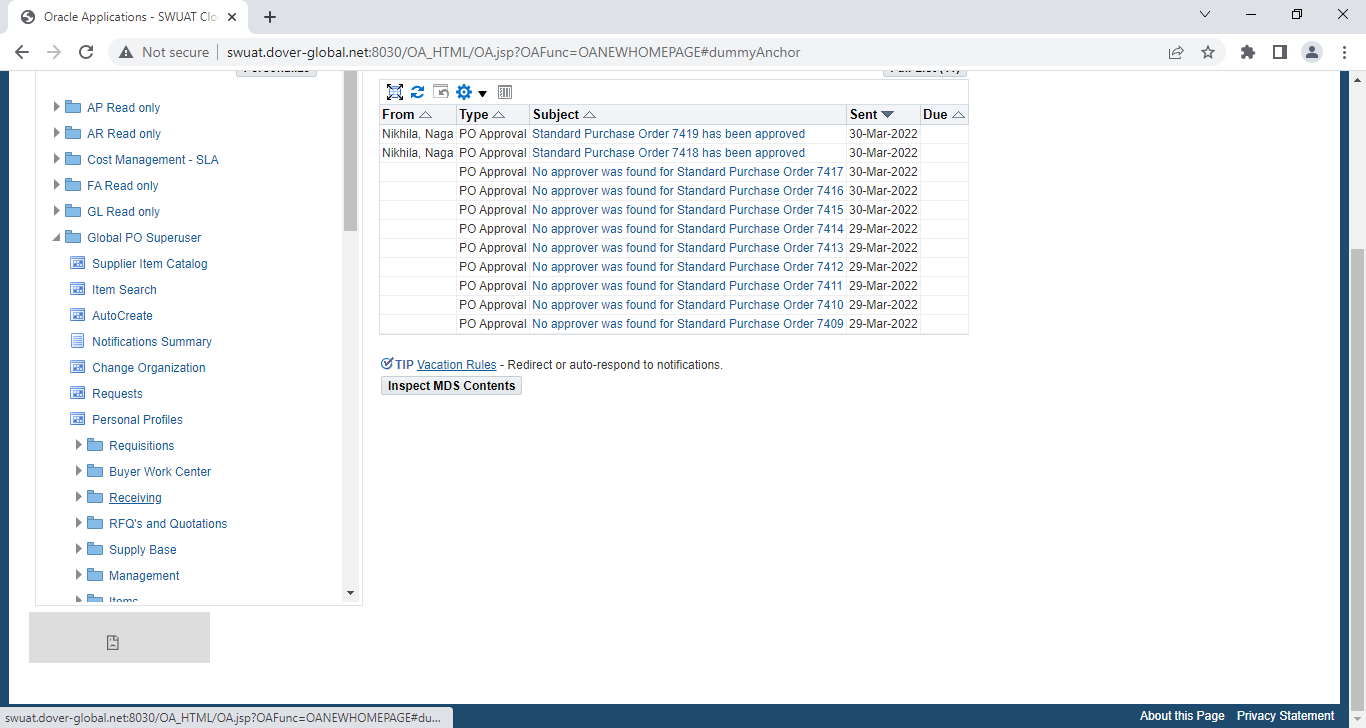 Oracle Applications - SWUAT Clo
Not secure
swuat.dover-global.net:8030/OA_HTML/OA.jsp?OAFunc=OANEWHOMEPAGE#dummyAnchor
AP Read only
AR Read only
Cost Management - SLA
FA Read only
GL Read only
Global PO Superuser
Supplier Item Catalog
Item Search
AutoCreate
Notifications Summary
Change Organization
Requests
Personal Profiles
Requisitions
Buyer Work Center
Receiving
RFQ's and Quotations
Supply Base
Management
Items
From Type Subject Sent Due
Nikhila, Naga PO Approval Standard Purchase Order 7419 has been approved 30-Mar-2022
Nikhila, Naga PO Approval Standard Purchase Order 7418 has been approved 30-Mar-2022
PO Approval No approver was found for Standard Purchase Order 7417 30-Mar-2022
PO Approval No approver was found for Standard Purchase Order 7416 30-Mar-2022
PO Approval No approver was found for Standard Purchase Order 7415 30-Mar-2022
PO Approval No approver was found for Standard Purchase Order 7414 29-Mar-2022
PO Approval No approver was found for Standard Purchase Order 7413 29-Mar-2022
PO Approval No approver was found for Standard Purchase Order 7412 29-Mar-2022
PO Approval No approver was found for Standard Purchase Order 7411 29-Mar-2022
PO Approval No approver was found for Standard Purchase Order 7410 29-Mar-2022
PO Approval No approver was found for Standard Purchase Order 7409 29-Mar-2022
TIP Vacation Rules - Redirect or auto-respond to notifications.
Inspect MDS Contents
swuat.dover-global.net:8030/OA_HTML/OA.jsp?OAFunc=OANEWHOMEPAGE#du...
About this Page Privacy Statement